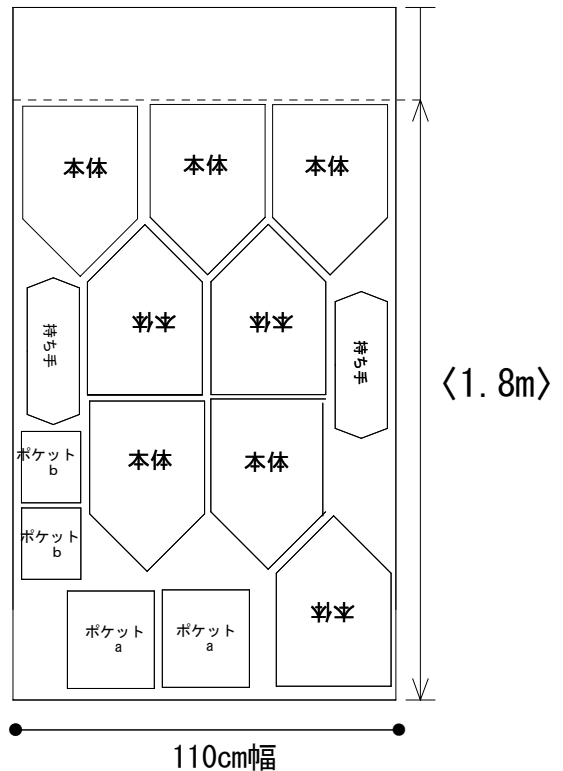 本体
本体
本体
本体
本体
持ち手
持ち手
〈1.8m〉
ポケット
b
本体
本体
ポケット
b
本体
ポケット
a
ポケット
a
110cm幅